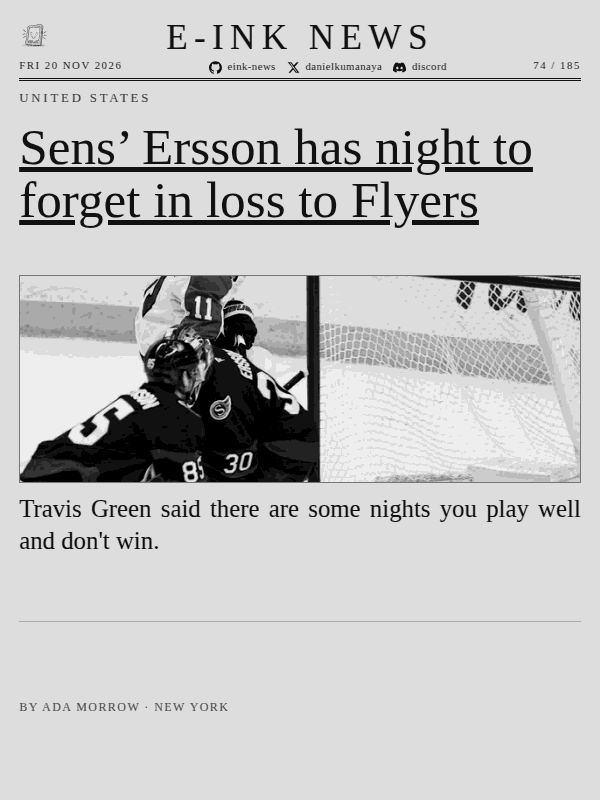 E-INK NEWS
FRI 20 NOV 2026
eink-news danielkumanaya discord
74 / 185
UNITED STATES
Sens’ Ersson has night to
forget in loss to Flyers
11
30
Travis Green said there are some nights you play well
and don't win.
BY ADA MORROW · NEW YORK